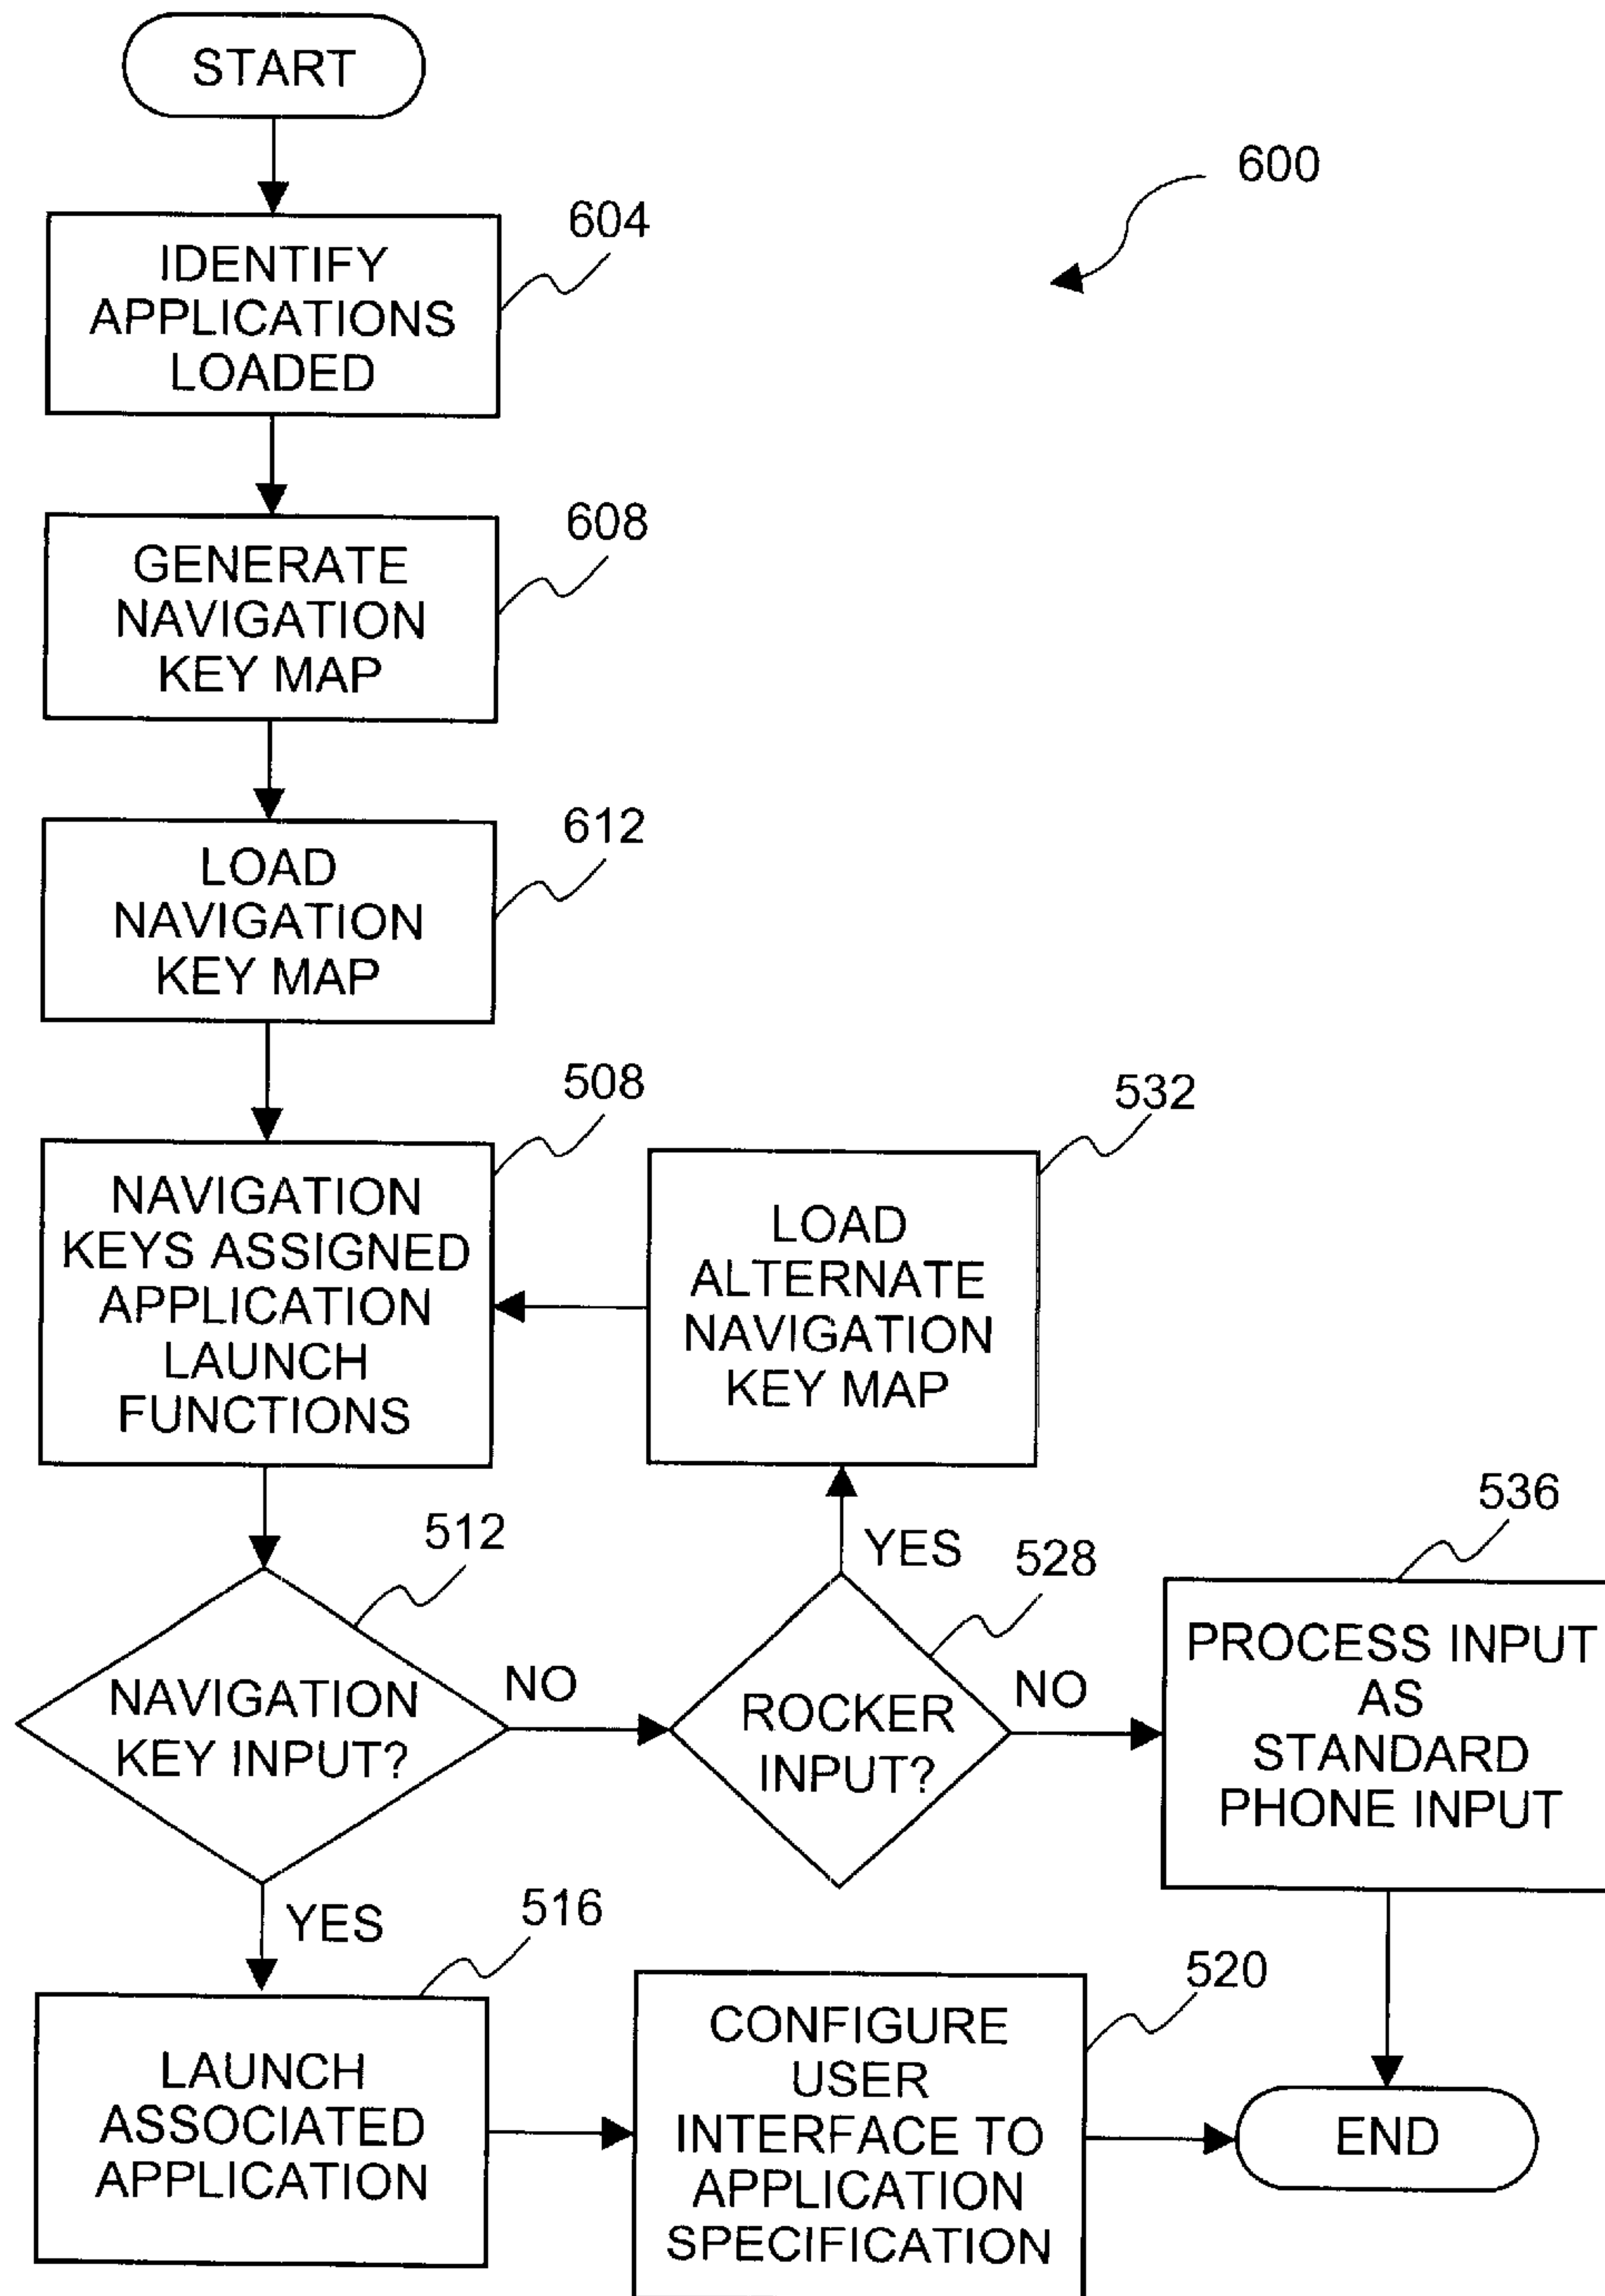 START
600
604
IDENTIFY
APPLICATIONS
LOADED
608
GENERATE
NAVIGATION
KEY MAP
612
LOAD
NAVIGATION
KEY MAP
508
NAVIGATION
KEYS ASSIGNED
APPLICATION
LAUNCH
FUNCTIONS
532
LOAD
ALTERNATE
NAVIGATION
KEY MAP
512
NAVIGATION
KEY INPUT?
NO
YES
528
ROCKER
INPUT?
YES
NO
536
PROCESS INPUT
AS
STANDARD
PHONE INPUT
516
LAUNCH
ASSOCIATED
APPLICATION
520
CONFIGURE
USER
INTERFACE TO
APPLICATION
SPECIFICATION
END